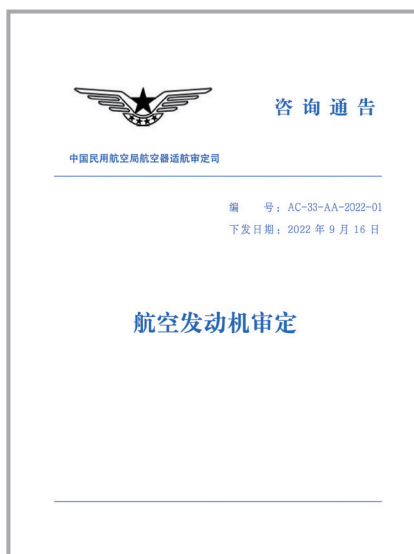 咨询通告
中国民用航空局航空器适航审定司
编 号：AC-33-AA-2022-01
下发日期：2022 年 9 月 16 日
航空发动机审定